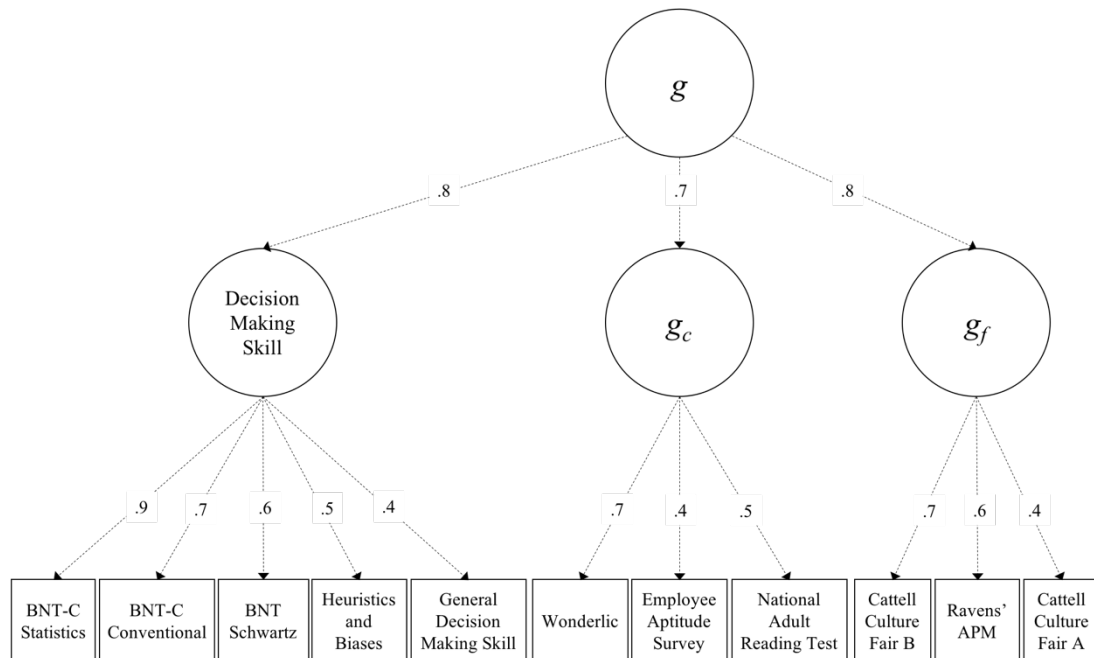 g
.8
.7
.8
Decision
Making
Skill
g_c
g_f
.9
.7
.6
.5
.4
.7
.4
.5
.7
.6
.4
BNT-C
Statistics
BNT-C
Conventional
BNT
Schwartz
Heuristics
and
Biases
General
Decision
Making Skill
Wonderlic
Employee
Aptitude
Survey
National
Adult
Reading Test
Cattell
Culture
Fair B
Ravens'
APM
Cattell
Culture
Fair A